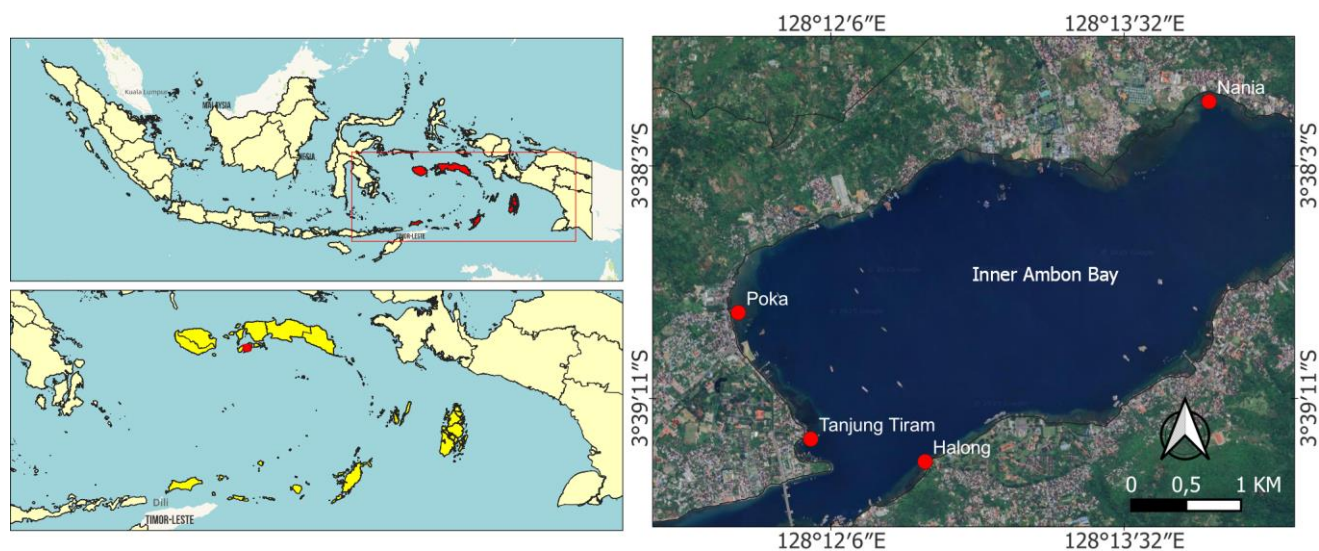 Kuala Lumpur
MALAYSIA
TIMOR-LESTE
Dili
TIMOR-LESTE
128°12′6″E
128°13′32″E
3°38′3″S
3°38′3″S
Nania
Inner Ambon Bay
Poka
3°39′11″S
3°39′11″S
Tanjung Tiram
Halong
0 0,5 1 KM
128°12′6″E
128°13′32″E